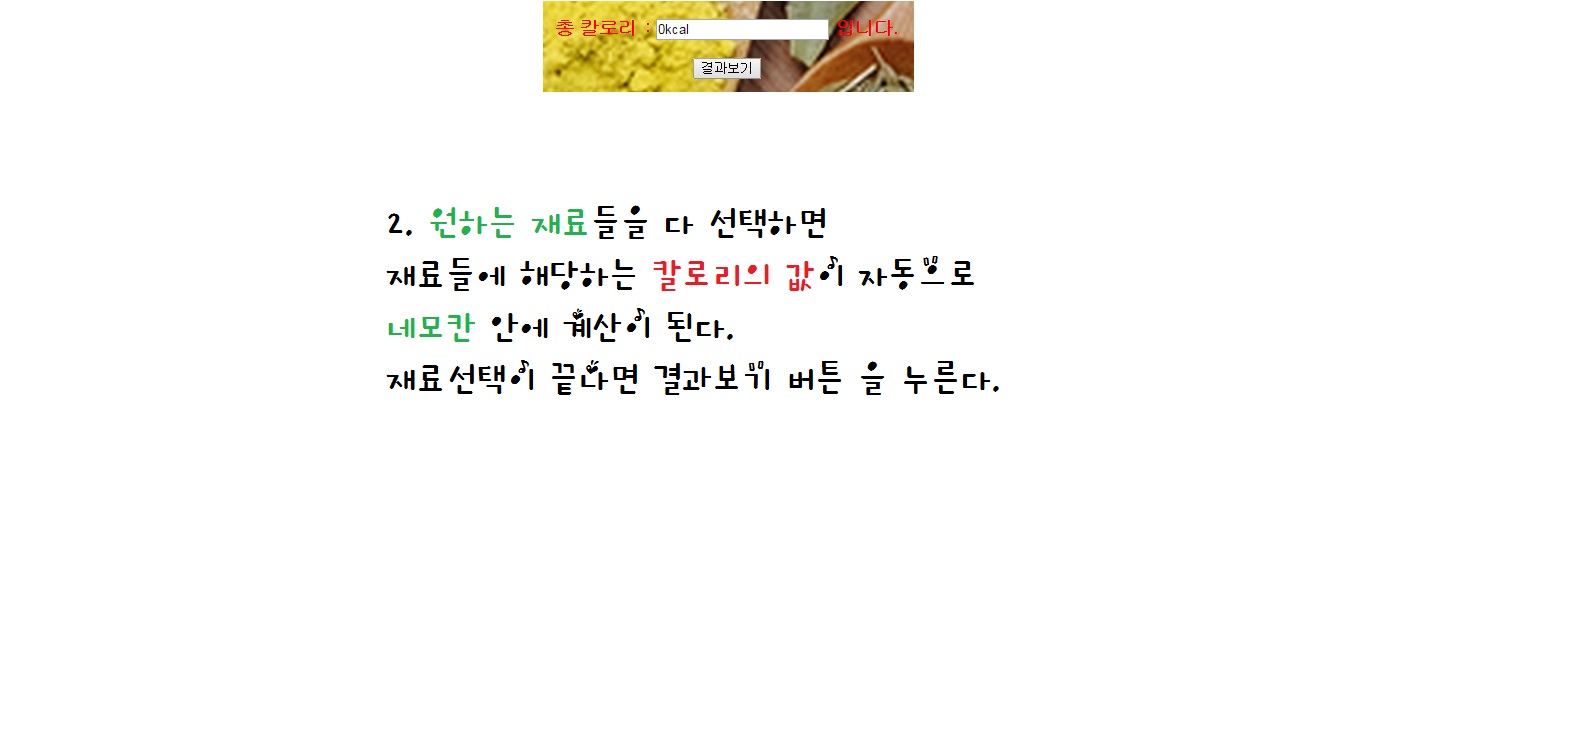 총 칼로리 : 0kcal 입니다.
결과보기
2. 원하는 재료들을 다 선택하면
재료들에 해당하는 칼로리의 값이 자동으로
네모칸 안에 계산이 된다.
재료선택이 끝나면 결과보기 버튼 을 누른다.